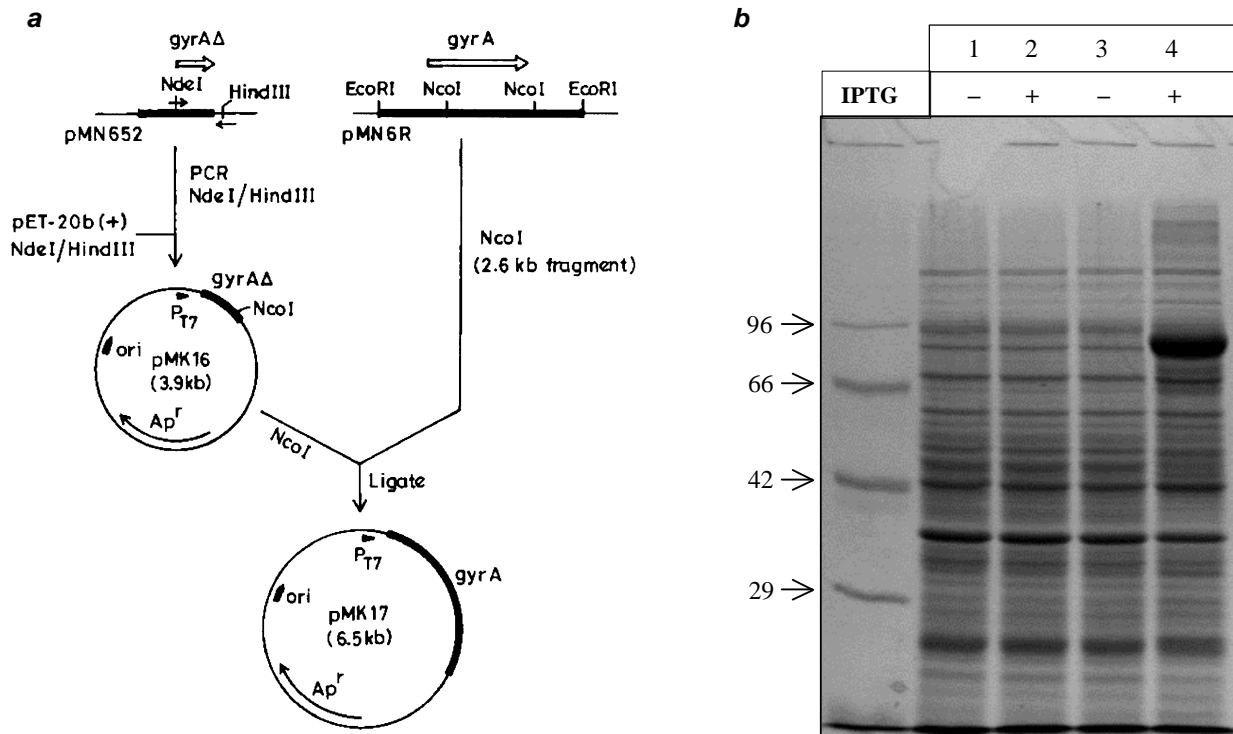 a
gyrAΔ
NdeI
HindIII
pMN652
gyrA
EcoRI
NcoI
NcoI
EcoRI
pMN6R
PCR
NdeI/HindIII
pET-20b(+)
NdeI/HindIII
NcoI
(2.6 kb fragment)
gyrAΔ
NcoI
PT7
ori
pMK16
(3.9kb)
Apr
NcoI
Ligate
PT7
gyrA
ori
pMK17
(6.5kb)
Apr
b
1 2 3 4
IPTG – + – +
96
66
42
29